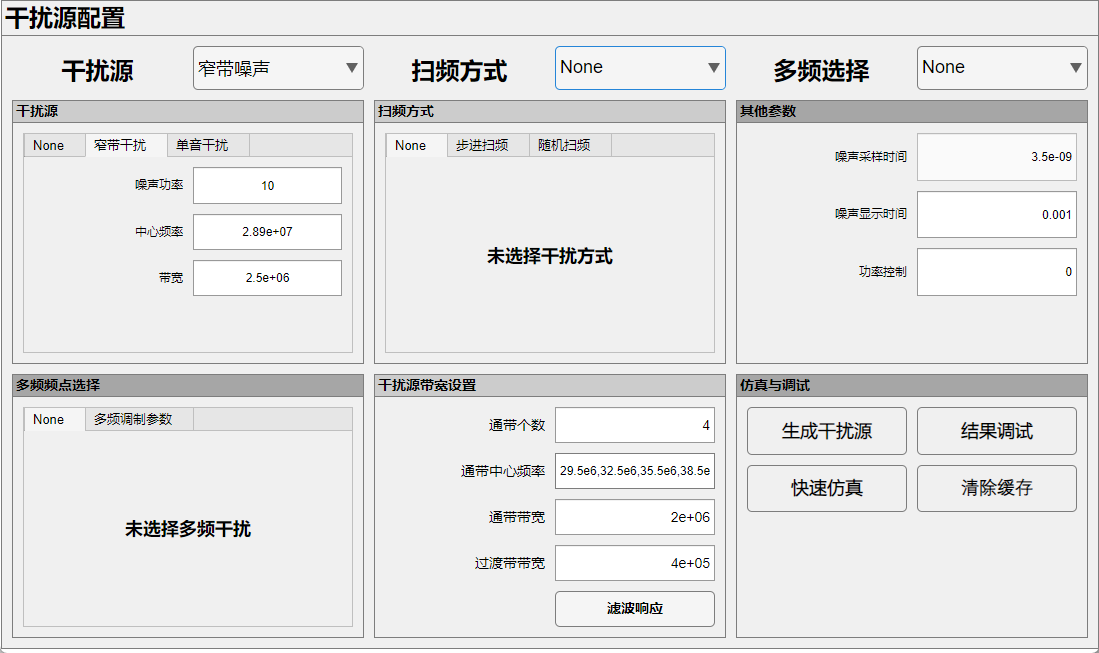 干扰源配置
干扰源
窄带噪声
扫频方式
None
多频选择
None
干扰源
None
窄带干扰
单音干扰
噪声功率
10
中心频率
2.89e+07
带宽
2.5e+06
扫频方式
None
步进扫频
随机扫频
未选择干扰方式
其他参数
噪声采样时间
3.5e-09
噪声显示时间
0.001
功率控制
0
多频频点选择
None
多频调制参数
未选择多频干扰
干扰源带宽设置
通带个数
4
通带中心频率
29.5e6,32.5e6,35.5e6,38.5e
通带带宽
2e+06
过渡带带宽
4e+05
滤波响应
仿真与调试
生成干扰源
结果调试
快速仿真
清除缓存